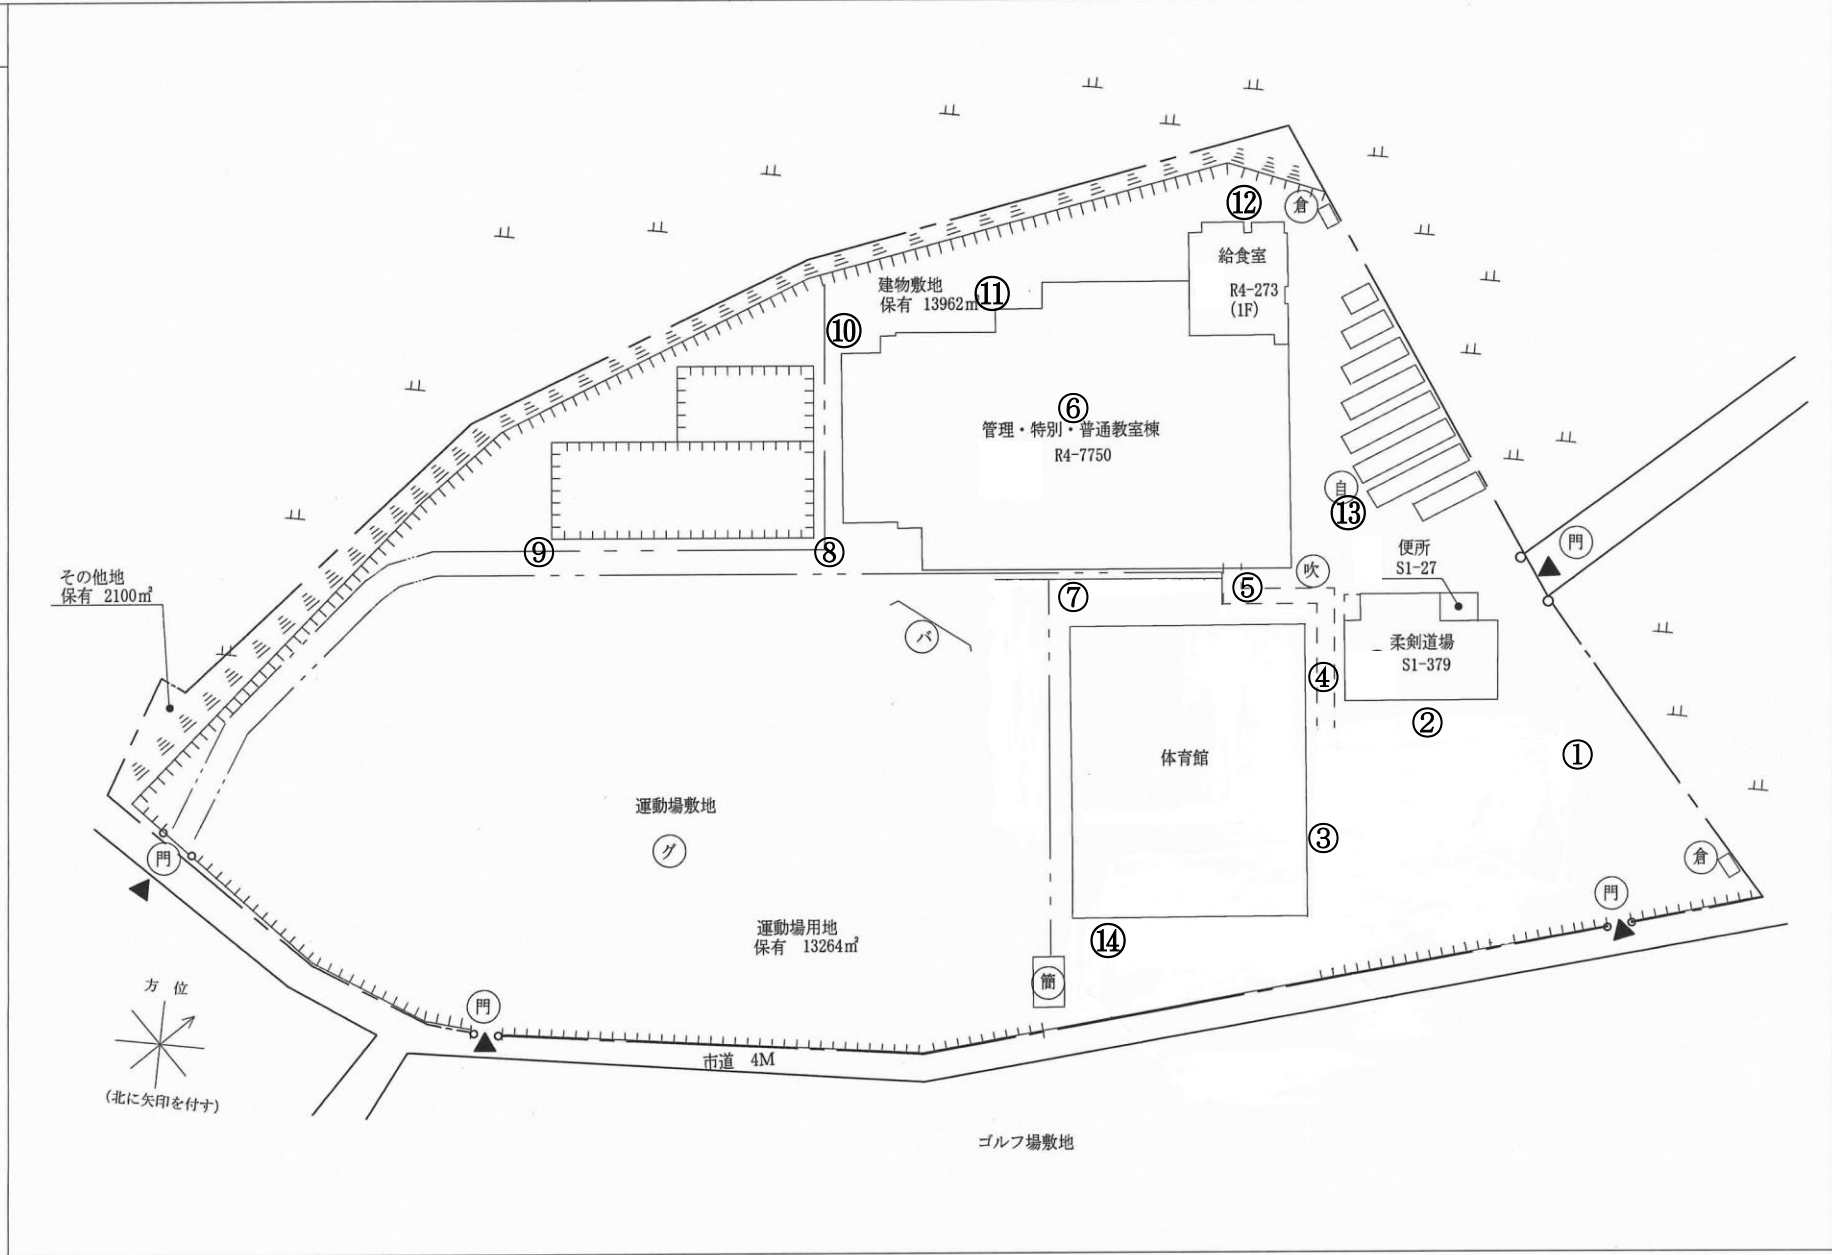 ⑫
倉
給食室
R4-273
(1F)
建物敷地
保有 13962㎡
⑪
⑩
⑥
管理・特別・普通教室棟
R4-7750
自
⑬
門
便所
S1-27
⑨
⑧
吹
⑤
⑦
その他地
保有 2100㎡
バ
柔剣道場
S1-379
④
②
①
体育館
運動場敷地
グ
③
倉
門
門
運動場用地
保有 13264㎡
⑭
簡
方 位
門
市道 4M
(北に矢印を付す)
ゴルフ場敷地